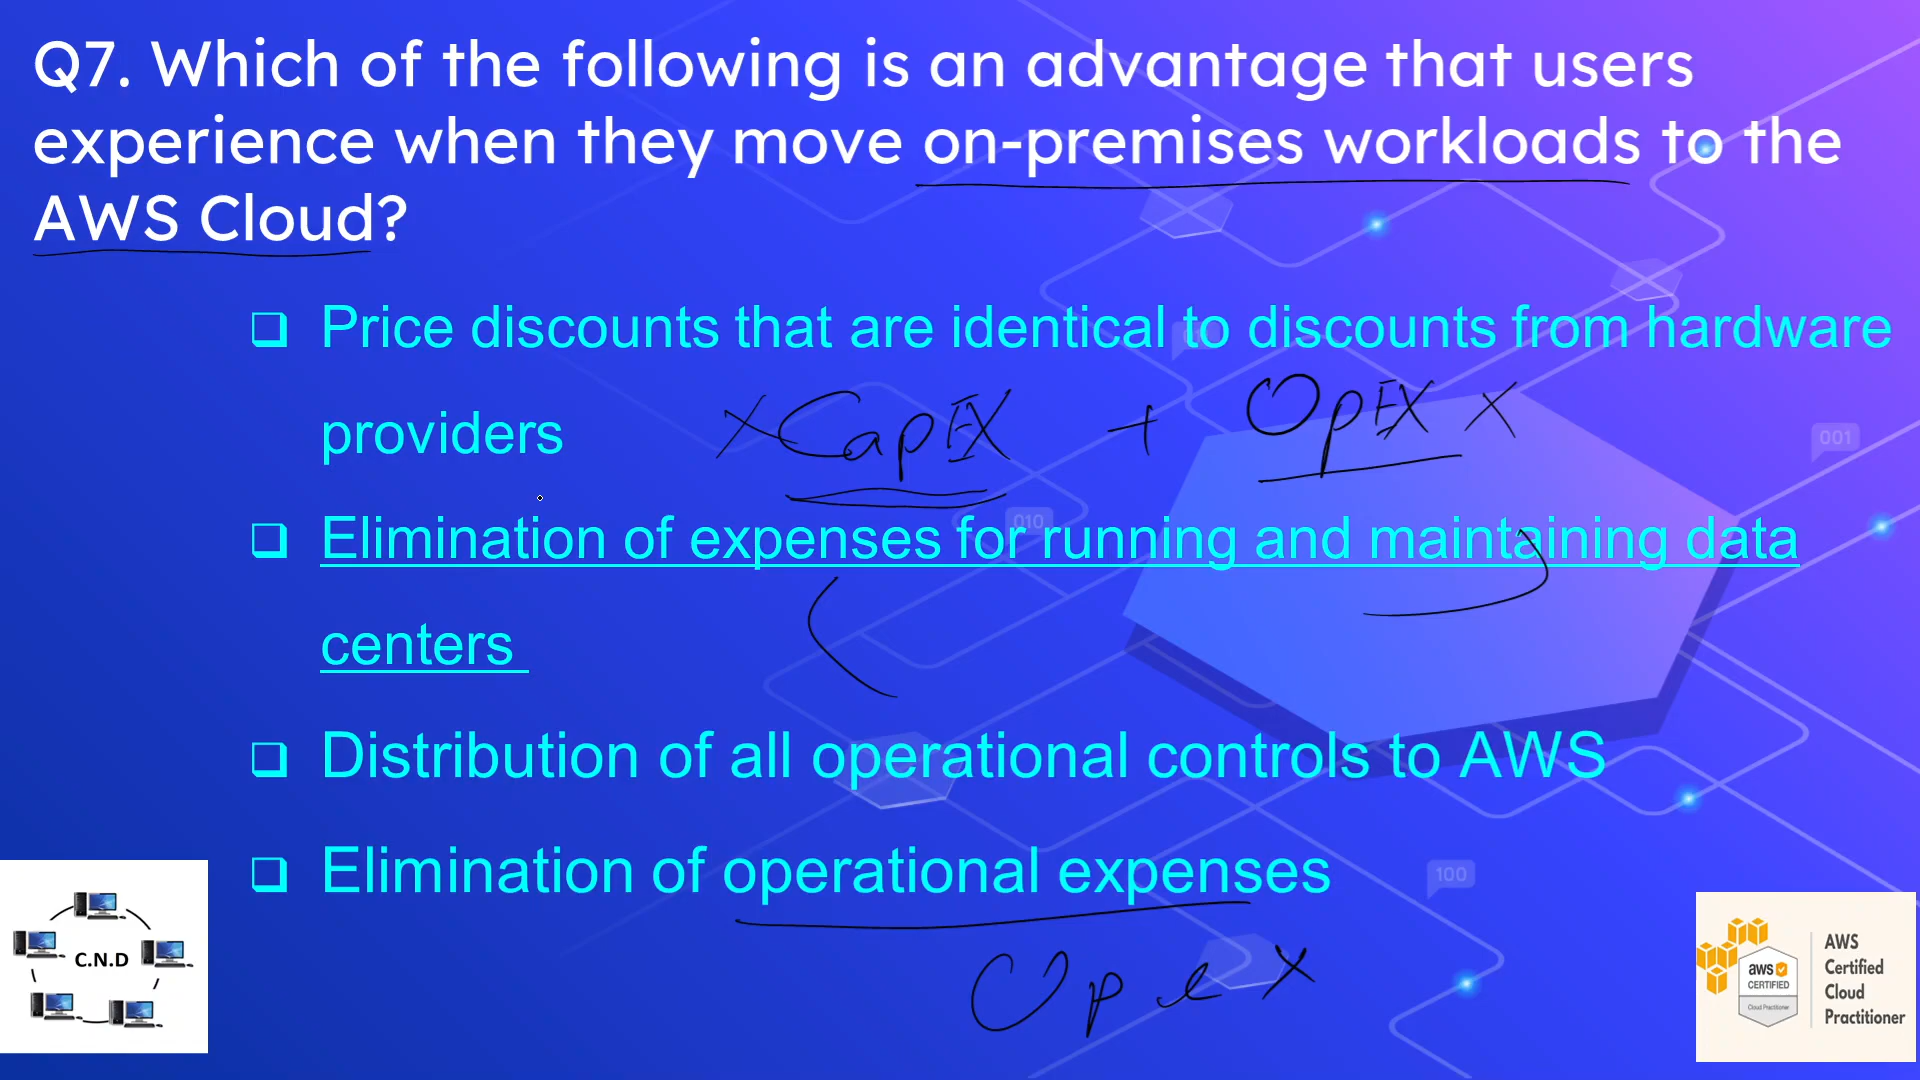 Q7. Which of the following is an advantage that users
experience when they move on-premises workloads to the
AWS Cloud?
❑ Price discounts that are identical to discounts from hardware
providers
xCapEX + OpEX x
❑ Elimination of expenses for running and maintaining data
centers
❑ Distribution of all operational controls to AWS
❑ Elimination of operational expenses
Opex
001
010
100
C.N.D
aws
CERTIFIED
Cloud Practitioner
AWS
Certified
Cloud
Practitioner